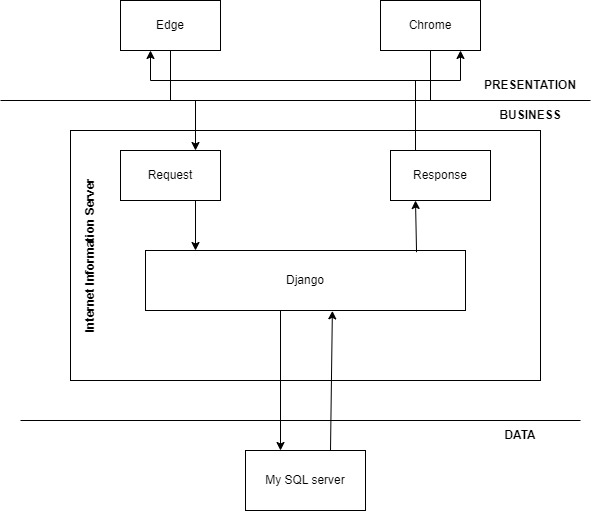 Edge
Chrome
PRESENTATION
BUSINESS
Internet Information Server
Request
Response
Django
DATA
My SQL server